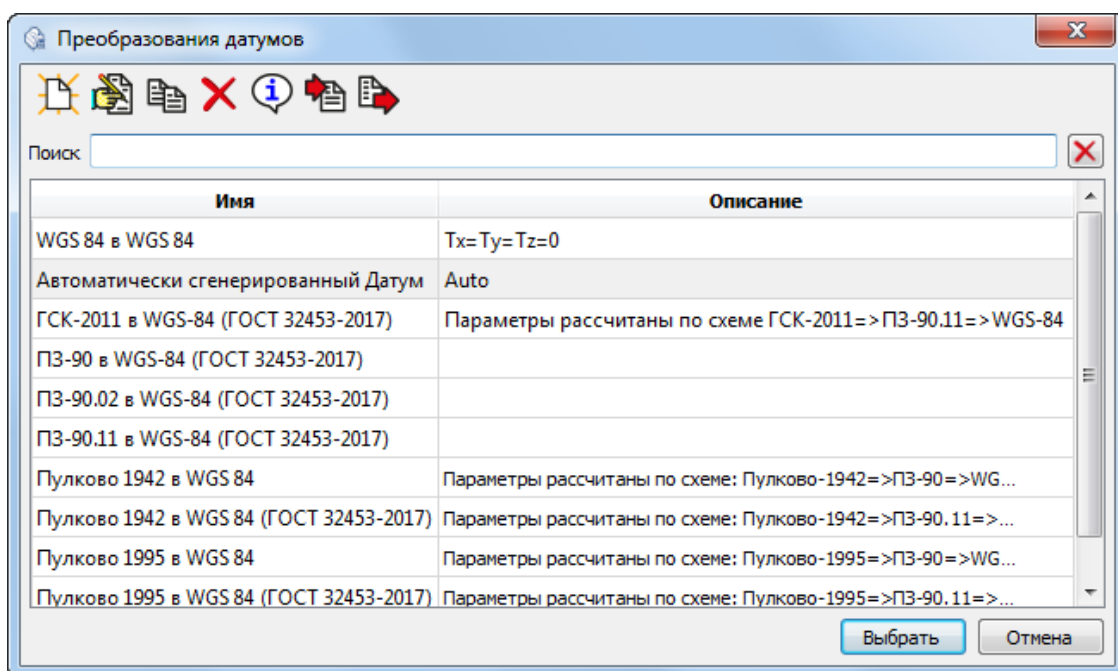 Преобразования датумов
Поиск
Имя Описание
WGS 84 в WGS 84 Tx=Ty=Tz=0
Автоматически сгенерированный Датум Auto
ГСК-2011 в WGS-84 (ГОСТ 32453-2017) Параметры рассчитаны по схеме ГСК-2011=>ПЗ-90.11=>WGS-84
ПЗ-90 в WGS-84 (ГОСТ 32453-2017)
ПЗ-90.02 в WGS-84 (ГОСТ 32453-2017)
ПЗ-90.11 в WGS-84 (ГОСТ 32453-2017)
Пулково 1942 в WGS 84 Параметры рассчитаны по схеме: Пулково-1942=>ПЗ-90=>WG...
Пулково 1942 в WGS 84 (ГОСТ 32453-2017) Параметры рассчитаны по схеме: Пулково-1942=>ПЗ-90.11=>...
Пулково 1995 в WGS 84 Параметры рассчитаны по схеме: Пулково-1995=>ПЗ-90=>WG...
Пулково 1995 в WGS 84 (ГОСТ 32453-2017) Параметры рассчитаны по схеме: Пулково-1995=>ПЗ-90.11=>...
Выбрать Отмена